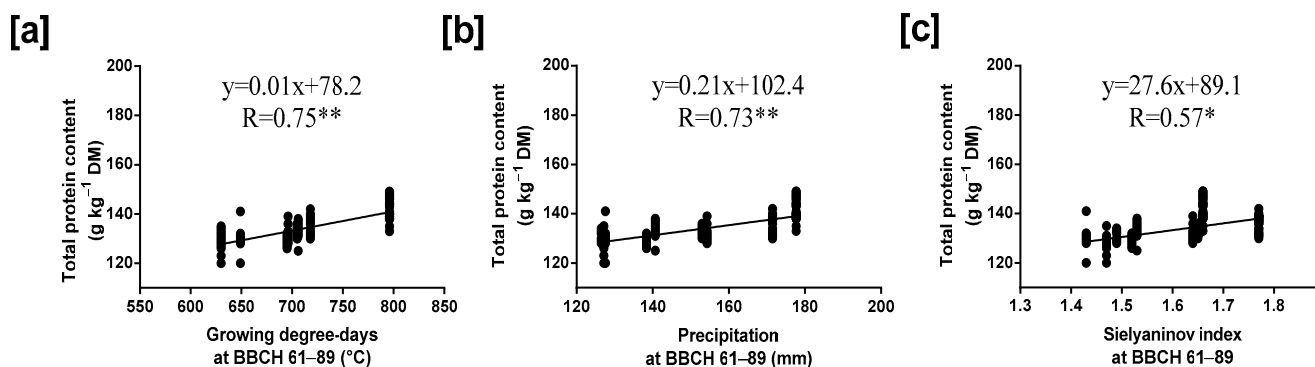 [a]
y=0.01x+78.2
R=0.75**
Total protein content
(g kg⁻¹ DM)
200
180
160
140
120
550
600
650
700
750
800
850
Growing degree-days
at BBCH 61–89 (°C)
[b]
y=0.21x+102.4
R=0.73**
Total protein content
(g kg⁻¹ DM)
200
180
160
140
120
120
140
160
180
200
Precipitation
at BBCH 61–89 (mm)
[c]
y=27.6x+89.1
R=0.57*
Total protein content
(g kg⁻¹ DM)
200
180
160
140
120
1.3
1.4
1.5
1.6
1.7
1.8
Sielyaninov index
at BBCH 61–89